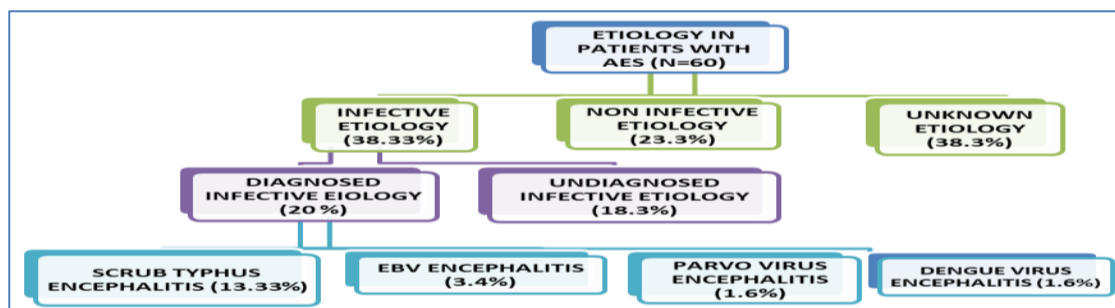 ETIOLOGY IN
PATIENTS WITH
AES (N=60)
INFECTIVE
ETIOLOGY
(38.33%)
NON INFECTIVE
ETIOLOGY
(23.3%)
UNKNOWN
ETIOLOGY
(38.3%)
DIAGNOSED
INFECTIVE EIOLOGY
(20 %)
UNDIAGNOSED
INFECTIVE ETIOLOGY
(18.3%)
SCRUB TYPHUS
ENCEPHALITIS (13.33%)
EBV ENCEPHALITIS
(3.4%)
PARVO VIRUS
ENCEPHALITIS
(1.6%)
DENGUE VIRUS
ENCEPHALITIS (1.6%)